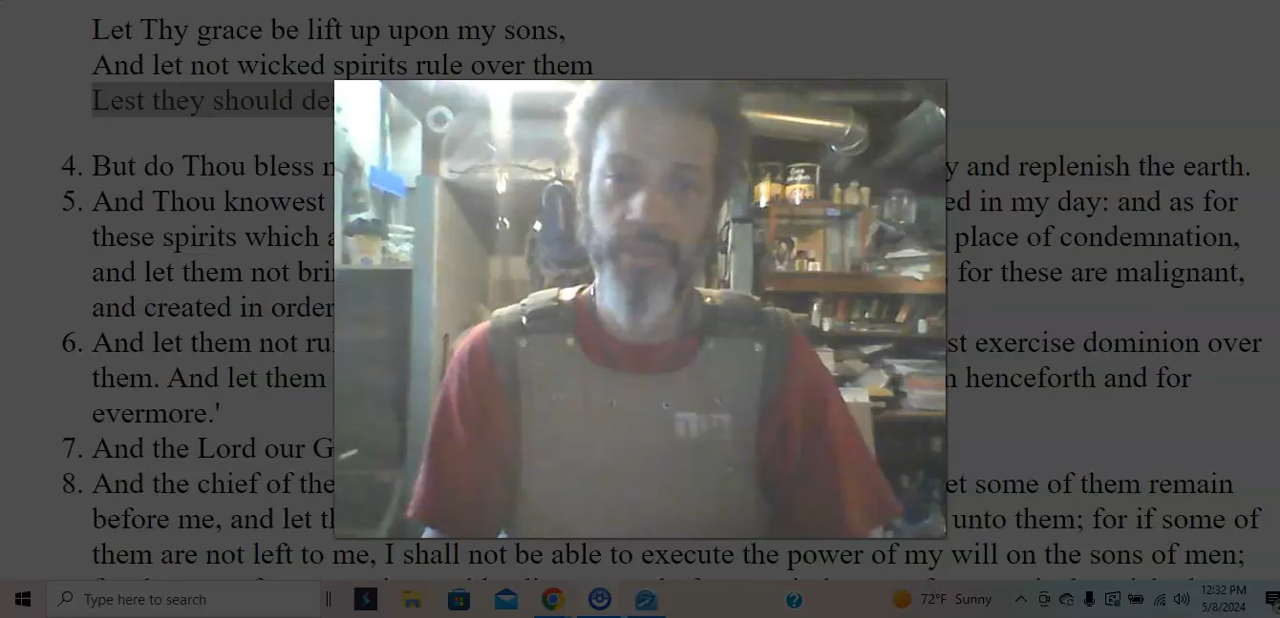 Let Thy grace be lift up upon my sons,
And let not wicked spirits rule over them
Lest they should des
4. But do Thou bless m y and replenish the earth.
5. And Thou knowest ed in my day: and as for
these spirits which a place of condemnation,
and let them not bri for these are malignant,
and created in order
6. And let them not ru st exercise dominion over
them. And let them n henceforth and for
evermore.'
7. And the Lord our G
8. And the chief of the et some of them remain
before me, and let th unto them; for if some of
them are not left to me, I shall not be able to execute the power of my will on the sons of men;
Type here to search
72°F Sunny
12:32 PM
5/8/2024